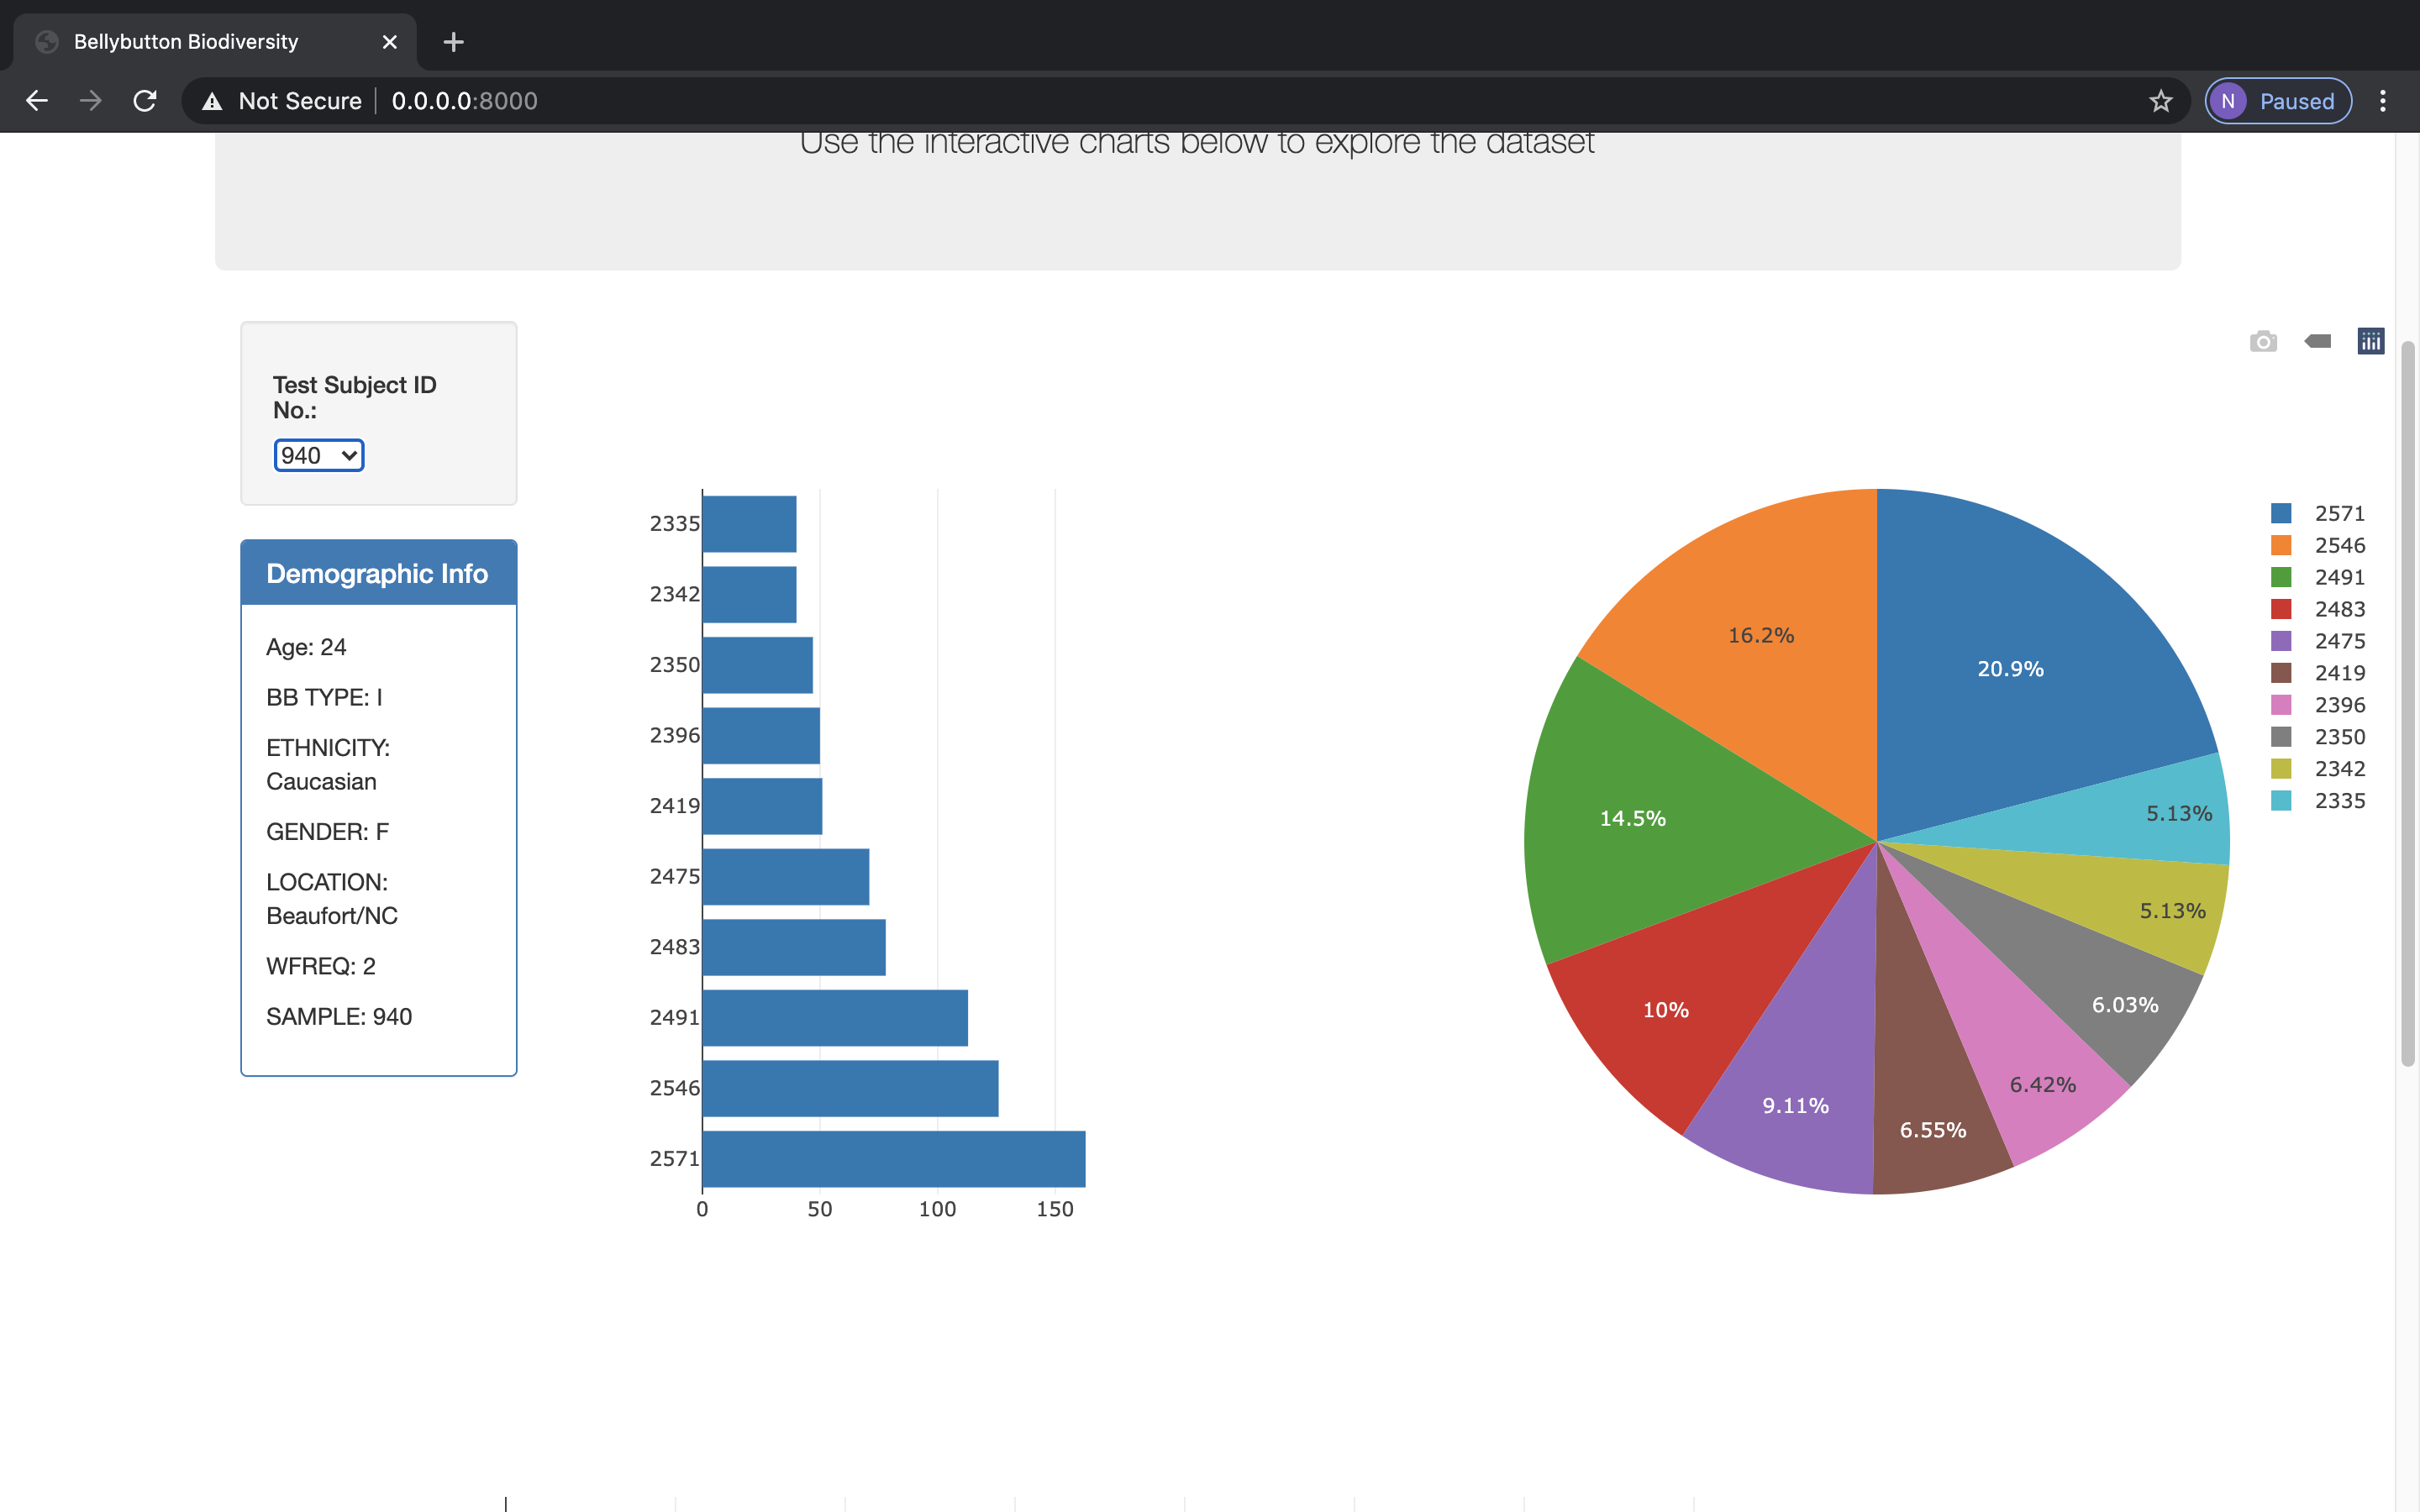 Bellybutton Biodiversity
Not Secure
0.0.0.0:8000
N
Paused
Use the interactive charts below to explore the dataset
Test Subject ID
No.:
940
Demographic Info
Age: 24
BB TYPE: I
ETHNICITY:
Caucasian
GENDER: F
LOCATION:
Beaufort/NC
WFREQ: 2
SAMPLE: 940
2335
2342
2350
2396
2419
2475
2483
2491
2546
2571
0 50 100 150
16.2%
20.9%
14.5%
5.13%
5.13%
10%
6.03%
9.11%
6.55%
6.42%
2571
2546
2491
2483
2475
2419
2396
2350
2342
2335